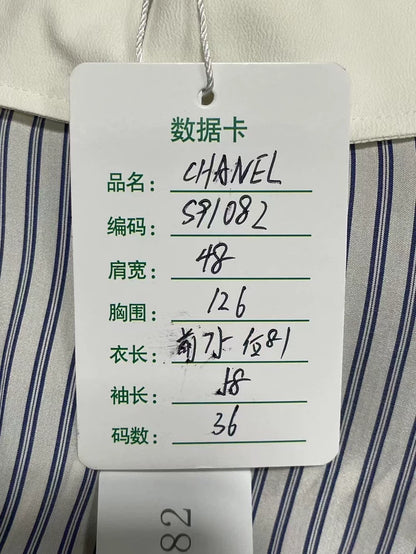 数据卡
品名: CHANEL
编码: S91082
肩宽: 48
胸围: 126
衣长: 前75 位81
袖长: 58
码数: 36
82